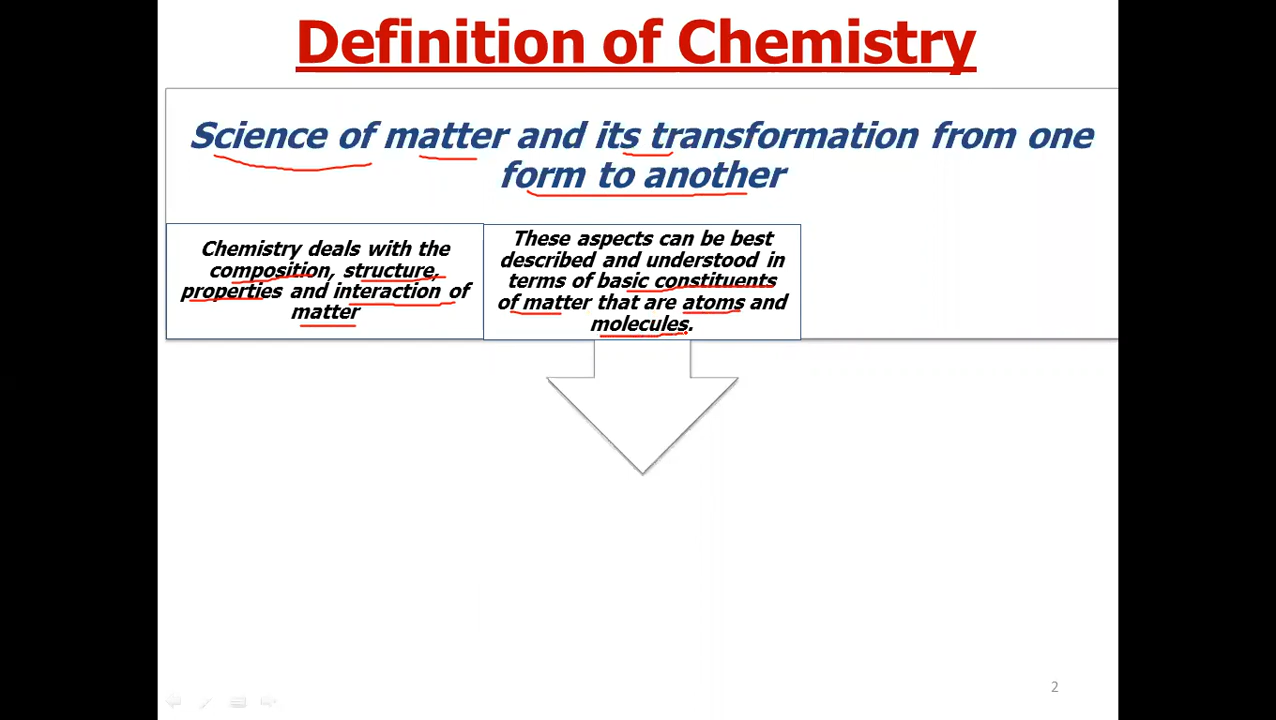 Definition of Chemistry
Science of matter and its transformation from one
form to another
Chemistry deals with the
composition, structure,
properties and interaction of
matter
These aspects can be best
described and understood in
terms of basic constituents
of matter that are atoms and
molecules.
2